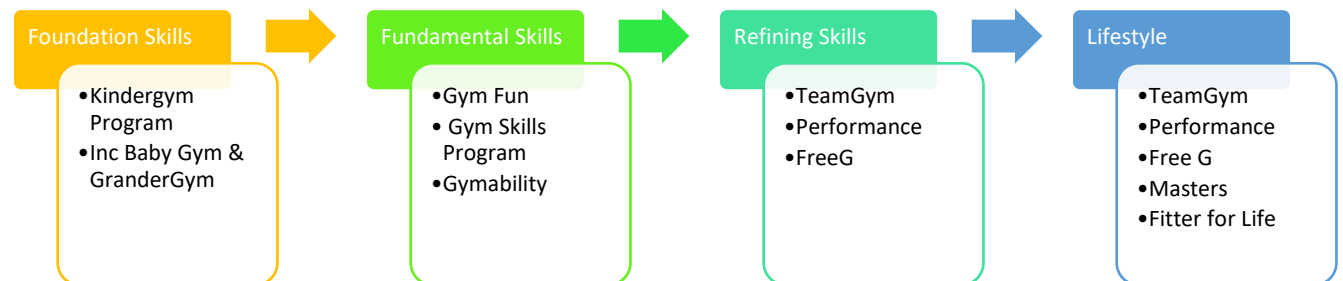 Foundation Skills
•Kindergym
Program
•Inc Baby Gym &
GranderGym
Fundamental Skills
•Gym Fun
• Gym Skills
Program
•Gymability
Refining Skills
•TeamGym
•Performance
•FreeG
Lifestyle
•TeamGym
•Performance
•Free G
•Masters
•Fitter for Life